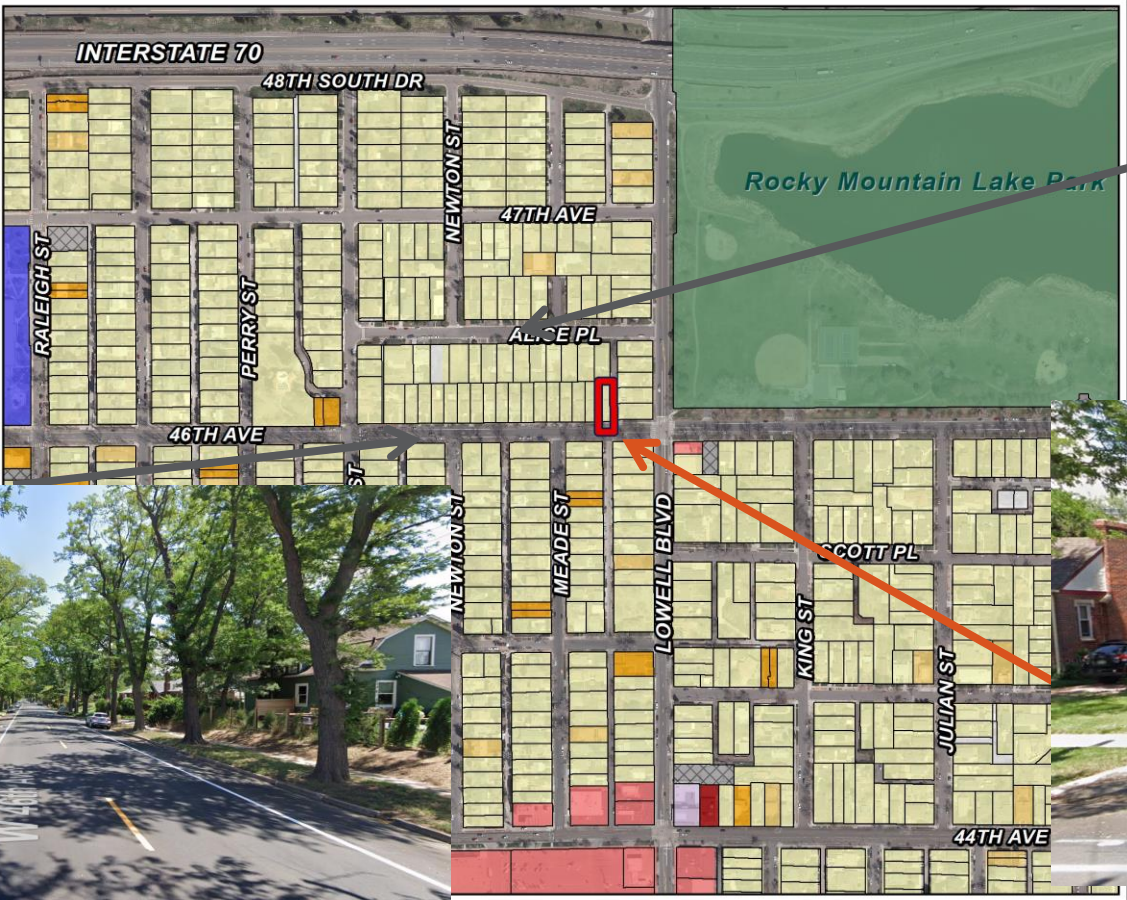 INTERSTATE 70
48TH SOUTH DR
NEWTON ST
Rocky Mountain Lake Park
47TH AVE
RALEIGH ST
PERRY ST
ALICE PL
46TH AVE
ST
NEWTON ST
MEADE ST
LOWELL BLVD
SCOTT PL
KING ST
JULIAN ST
44TH AVE